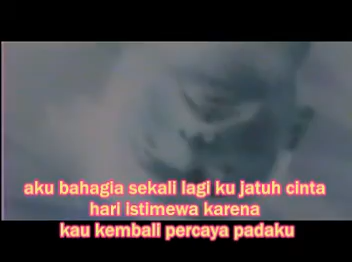 aku bahagia sekali lagi ku jatuh cinta
hari istimewa karena
kau kembali percaya padaku